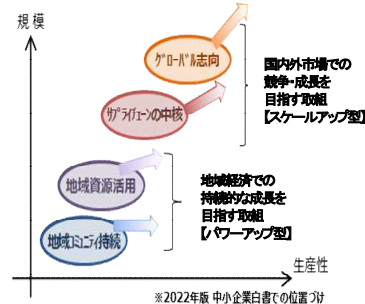 規模
グローバル志向
サプライチェーンの中核
国内外市場での
競争・成長を
目指す取組
【スケールアップ型】
地域資源活用
地域コミュニティ持続
地域経済での
持続的な成長を
目指す取組
【パワーアップ型】
生産性
※2022年版 中小企業白書での位置づけ